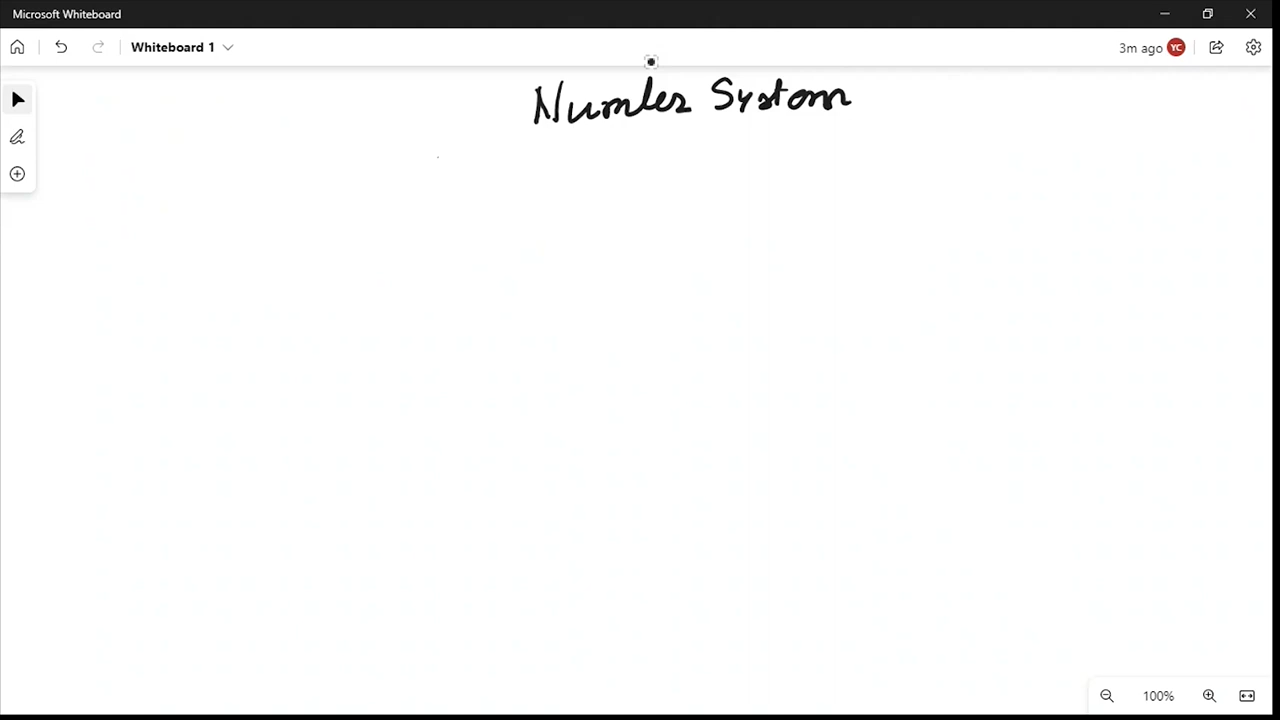 Microsoft Whiteboard
Whiteboard 1
3m ago
YC
Number System
100%